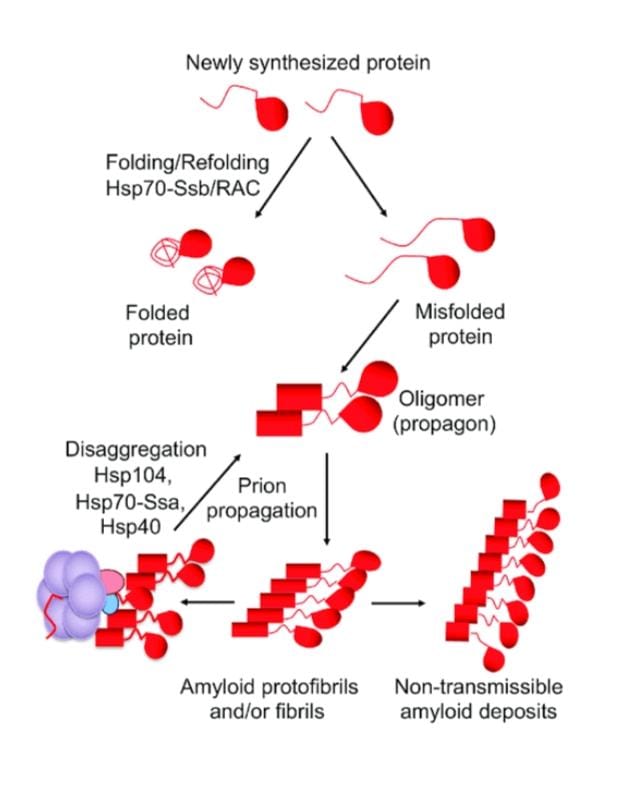 Newly synthesized protein
Folding/Refolding
Hsp70-Ssb/RAC
Folded
protein
Misfolded
protein
Oligomer
(propagon)
Disaggregation
Hsp104,
Hsp70-Ssa,
Hsp40
Prion
propagation
Amyloid protofibrils
and/or fibrils
Non-transmissible
amyloid deposits